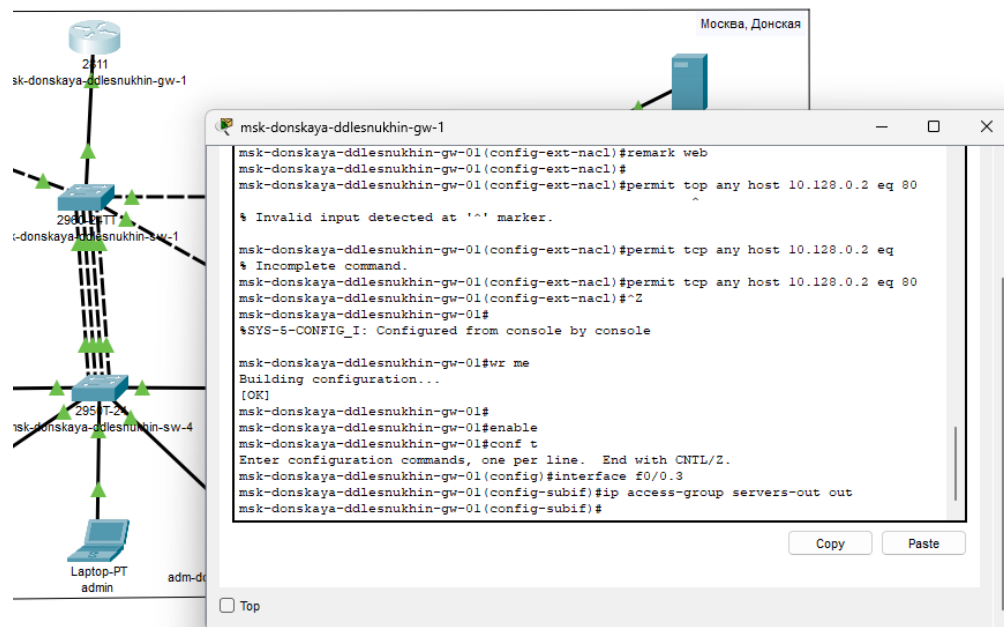 Москва, Донская
2811
sk-donskaya-ddlesnukhin-gw-1
2960-24TT
k-donskaya-ddlesnukhin-sw-1
2950T-24
nsk-donskaya-ddlesnukhin-sw-4
Laptop-PT
admin
adm-do
msk-donskaya-ddlesnukhin-gw-1
msk-donskaya-ddlesnukhin-gw-01(config-ext-nacl)#remark web
msk-donskaya-ddlesnukhin-gw-01(config-ext-nacl)#
msk-donskaya-ddlesnukhin-gw-01(config-ext-nacl)#permit top any host 10.128.0.2 eq 80
^
% Invalid input detected at '^' marker.
msk-donskaya-ddlesnukhin-gw-01(config-ext-nacl)#permit tcp any host 10.128.0.2 eq
% Incomplete command.
msk-donskaya-ddlesnukhin-gw-01(config-ext-nacl)#permit tcp any host 10.128.0.2 eq 80
msk-donskaya-ddlesnukhin-gw-01(config-ext-nacl)#^Z
msk-donskaya-ddlesnukhin-gw-01#
%SYS-5-CONFIG_I: Configured from console by console
msk-donskaya-ddlesnukhin-gw-01#wr me
Building configuration...
[OK]
msk-donskaya-ddlesnukhin-gw-01#
msk-donskaya-ddlesnukhin-gw-01#enable
msk-donskaya-ddlesnukhin-gw-01#conf t
Enter configuration commands, one per line.  End with CNTL/Z.
msk-donskaya-ddlesnukhin-gw-01(config)#interface f0/0.3
msk-donskaya-ddlesnukhin-gw-01(config-subif)#ip access-group servers-out out
msk-donskaya-ddlesnukhin-gw-01(config-subif)#
Copy
Paste
Top